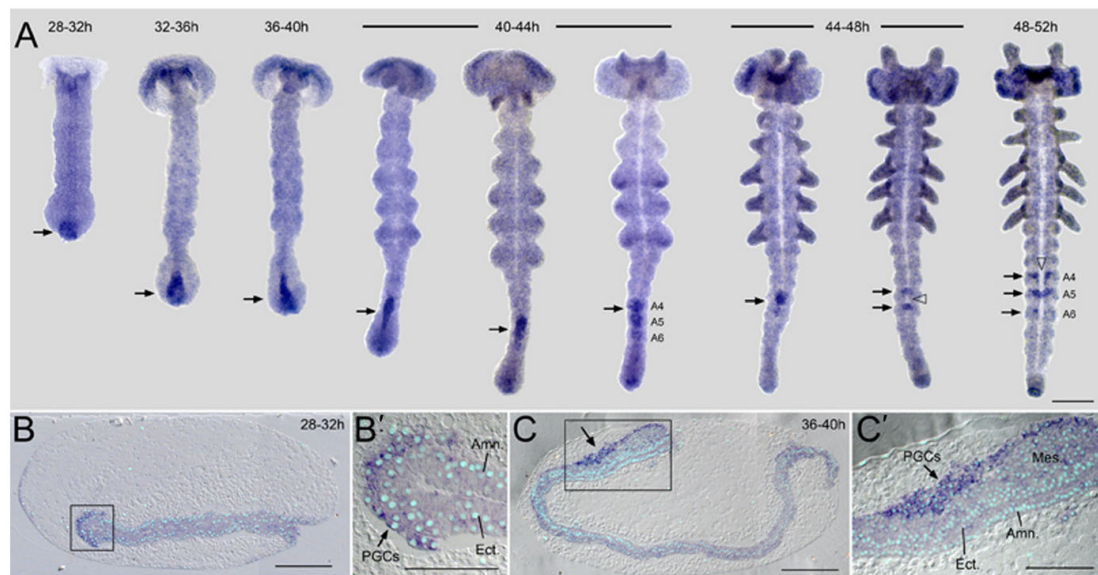 A
28-32h 32-36h 36-40h 40-44h 44-48h 48-52h
A4 A4
A5 A5
A6 A6
B 28-32h B′ Amn. C 36-40h C′ PGCs Mes.
PGCs Ect. Ect. Amn.